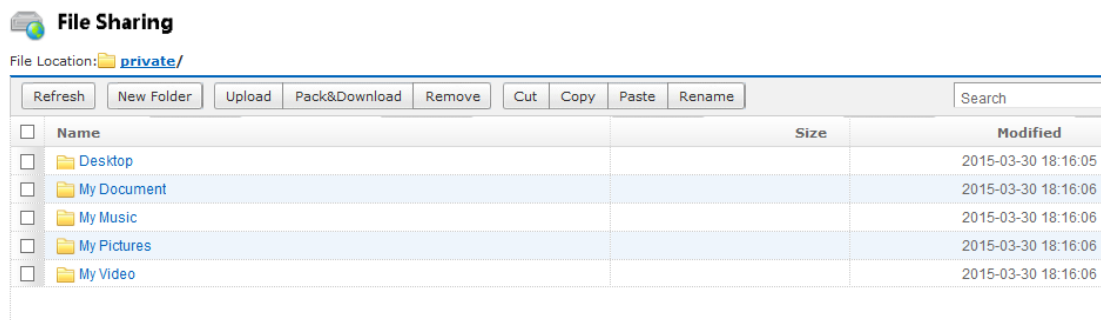 File Sharing
File Location: private/
Refresh New Folder Upload Pack&Download Remove Cut Copy Paste Rename Search
Name Size Modified
Desktop 2015-03-30 18:16:05
My Document 2015-03-30 18:16:06
My Music 2015-03-30 18:16:06
My Pictures 2015-03-30 18:16:06
My Video 2015-03-30 18:16:06